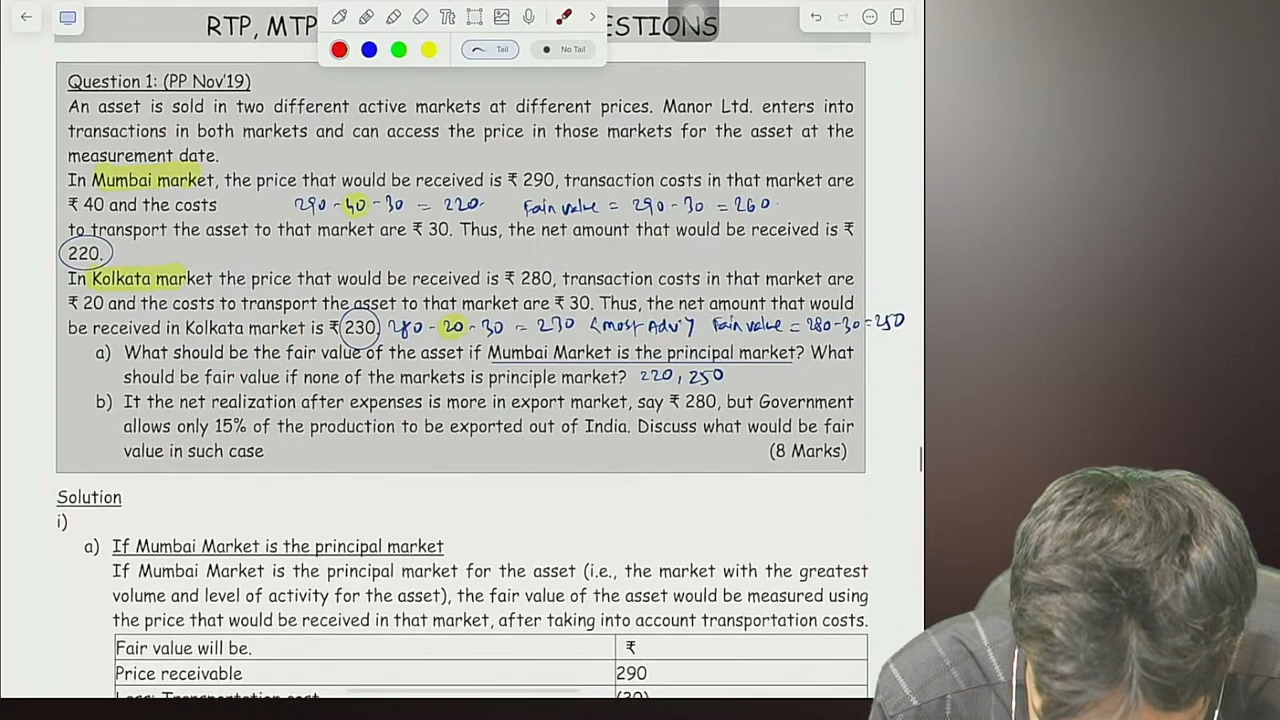 RTP, MTP ESTIONS
Tail No Tail
Question 1: (PP Nov'19)
An asset is sold in two different active markets at different prices. Manor Ltd. enters into
transactions in both markets and can access the price in those markets for the asset at the
measurement date.
In Mumbai market, the price that would be received is ₹ 290, transaction costs in that market are
₹ 40 and the costs 290 - 40 - 30 = 220. Fair value = 290 - 30 = 260.
to transport the asset to that market are ₹ 30. Thus, the net amount that would be received is ₹
220.
In Kolkata market the price that would be received is ₹ 280, transaction costs in that market are
₹ 20 and the costs to transport the asset to that market are ₹ 30. Thus, the net amount that would
be received in Kolkata market is ₹ 230. 280 - 20 - 30 = 230 (most Adv) Fair value = 280-30=250
a) What should be the fair value of the asset if Mumbai Market is the principal market? What
should be fair value if none of the markets is principle market? 220, 250
b) It the net realization after expenses is more in export market, say ₹ 280, but Government
allows only 15% of the production to be exported out of India. Discuss what would be fair
value in such case (8 Marks)
Solution
i)
a) If Mumbai Market is the principal market
If Mumbai Market is the principal market for the asset (i.e., the market with the greatest
volume and level of activity for the asset), the fair value of the asset would be measured using
the price that would be received in that market, after taking into account transportation costs.
Fair value will be. ₹
Price receivable 290
Less: Transportation cost (30)